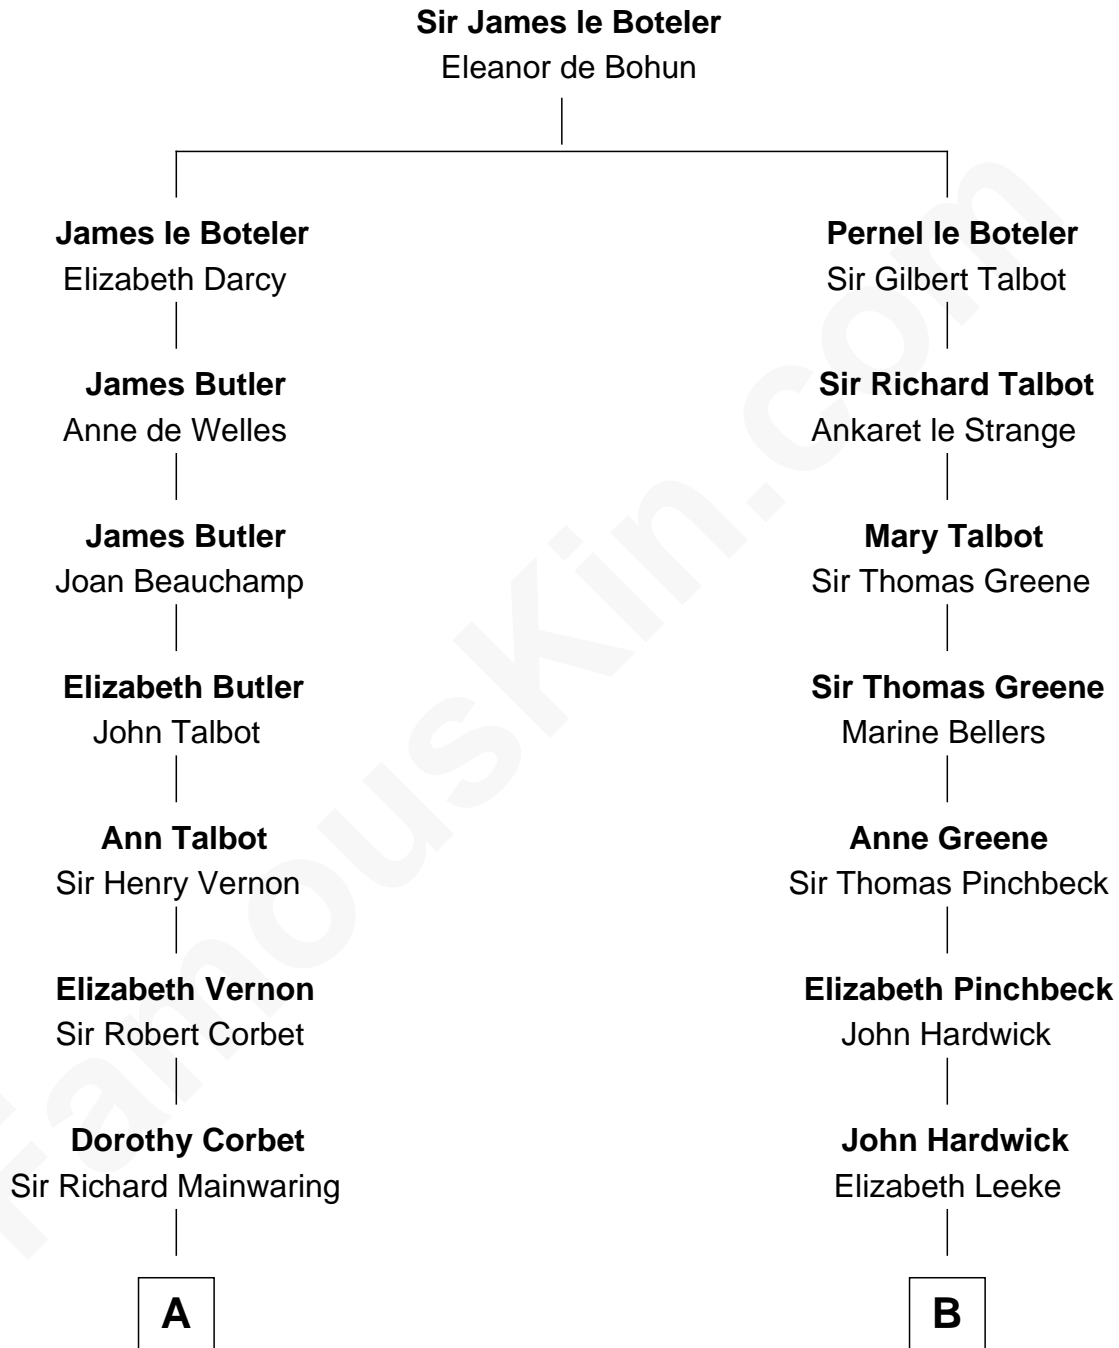 Sir James le Boteler
Eleanor de Bohun
James le Boteler
Elizabeth Darcy
Pernel le Boteler
Sir Gilbert Talbot
James Butler
Anne de Welles
Sir Richard Talbot
Ankaret le Strange
James Butler
Joan Beauchamp
Mary Talbot
Sir Thomas Greene
Elizabeth Butler
John Talbot
Sir Thomas Greene
Marine Bellers
Ann Talbot
Sir Henry Vernon
Anne Greene
Sir Thomas Pinchbeck
Elizabeth Vernon
Sir Robert Corbet
Elizabeth Pinchbeck
John Hardwick
Dorothy Corbet
Sir Richard Mainwaring
John Hardwick
Elizabeth Leeke
A
B
FamousKin.com